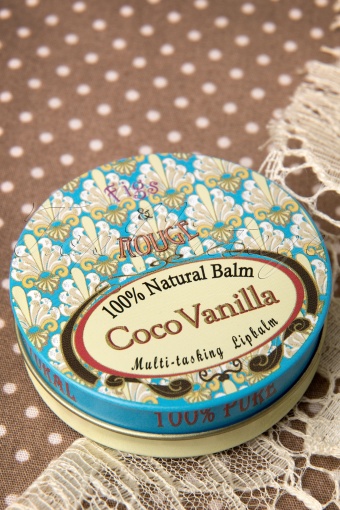 Figs
&
ROUGE
100% Natural Balm
Coco Vanilla
Multi-tasking Lipbalm
100% PURE